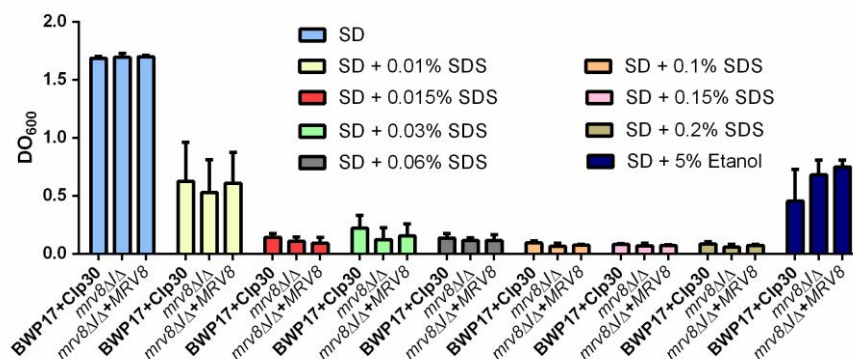 2.0
1.5
1.0
0.5
0.0
DO600
SD
SD + 0.01% SDS
SD + 0.015% SDS
SD + 0.03% SDS
SD + 0.06% SDS
SD + 0.1% SDS
SD + 0.15% SDS
SD + 0.2% SDS
SD + 5% Etanol
BWP17+Clp30
mrv8Δ/Δ
mrv8Δ/Δ+MRV8
BWP17+Clp30
mrv8Δ/Δ
mrv8Δ/Δ+MRV8
BWP17+Clp30
mrv8Δ/Δ
mrv8Δ/Δ+MRV8
BWP17+Clp30
mrv8Δ/Δ
mrv8Δ/Δ+MRV8
BWP17+Clp30
mrv8Δ/Δ
mrv8Δ/Δ+MRV8
BWP17+Clp30
mrv8Δ/Δ
mrv8Δ/Δ+MRV8
BWP17+Clp30
mrv8Δ/Δ
mrv8Δ/Δ+MRV8
BWP17+Clp30
mrv8Δ/Δ
mrv8Δ/Δ+MRV8
BWP17+Clp30
mrv8Δ/Δ
mrv8Δ/Δ+MRV8